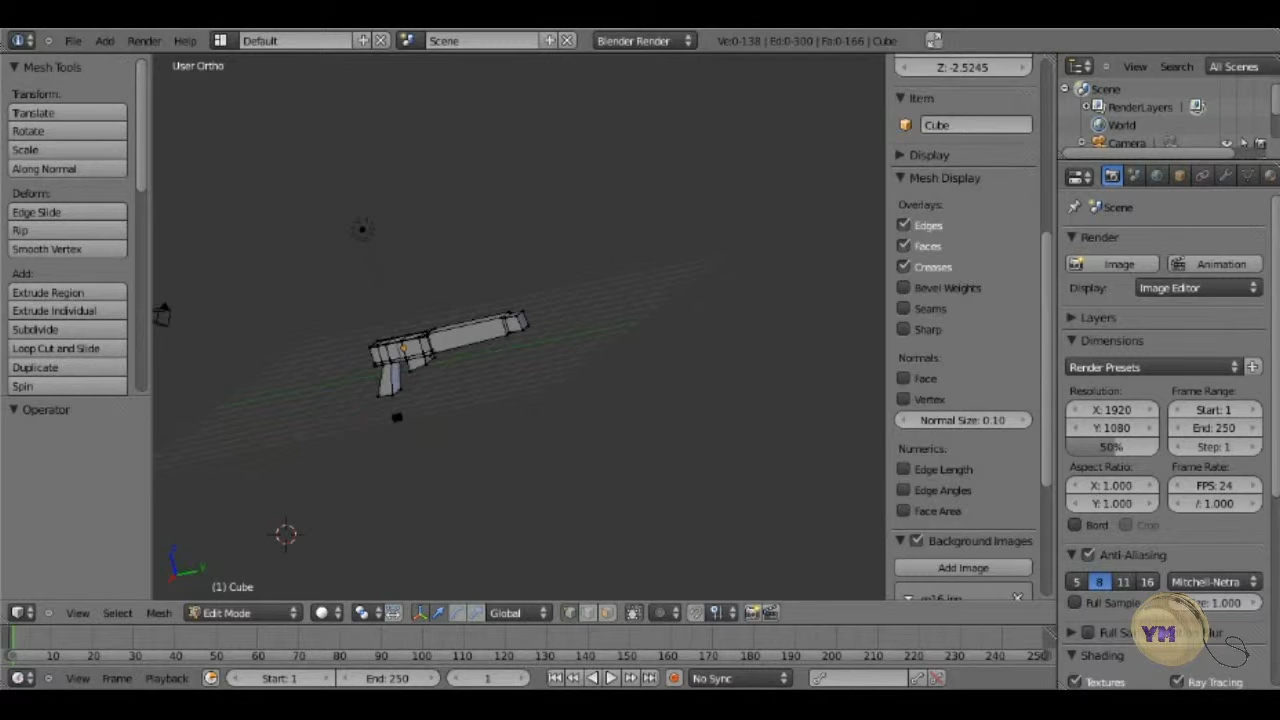 File Add Render Help Default Scene Blender Render Ve:0-138 | Ed:0-300 | Fa:0-166 | Cube
Mesh Tools
Transform:
Translate
Rotate
Scale
Along Normal
Deform:
Edge Slide
Rip
Smooth Vertex
Add:
Extrude Region
Extrude Individual
Subdivide
Loop Cut and Slide
Duplicate
Spin
Operator
User Ortho
(1) Cube
Z: -2.5245
Item
Cube
Display
Mesh Display
Overlays:
Edges
Faces
Creases
Bevel Weights
Seams
Sharp
Normals:
Face
Vertex
Normal Size: 0.10
Numerics:
Edge Length
Edge Angles
Face Area
Background Images
Add Image
View Search All Scenes
Scene
RenderLayers
World
Camera
Scene
Render
Image Animation
Display: Image Editor
Layers
Dimensions
Render Presets
Resolution: Frame Range:
X: 1920 Start: 1
Y: 1080 End: 250
50% Step: 1
Aspect Ratio: Frame Rate:
X: 1.000 FPS: 24
Y: 1.000 /: 1.000
Bord Crop
Anti-Aliasing
5 8 11 16 Mitchell-Netra
Full Sample Size: 1.000
YM
Shading
Textures Ray Tracing
View Select Mesh Edit Mode Global
0 10 20 30 40 50 60 70 80 90 100 110 120 130 140 150 160 170 180 190 200 210 220 230 240 250
View Frame Playback Start: 1 End: 250 1 No Sync